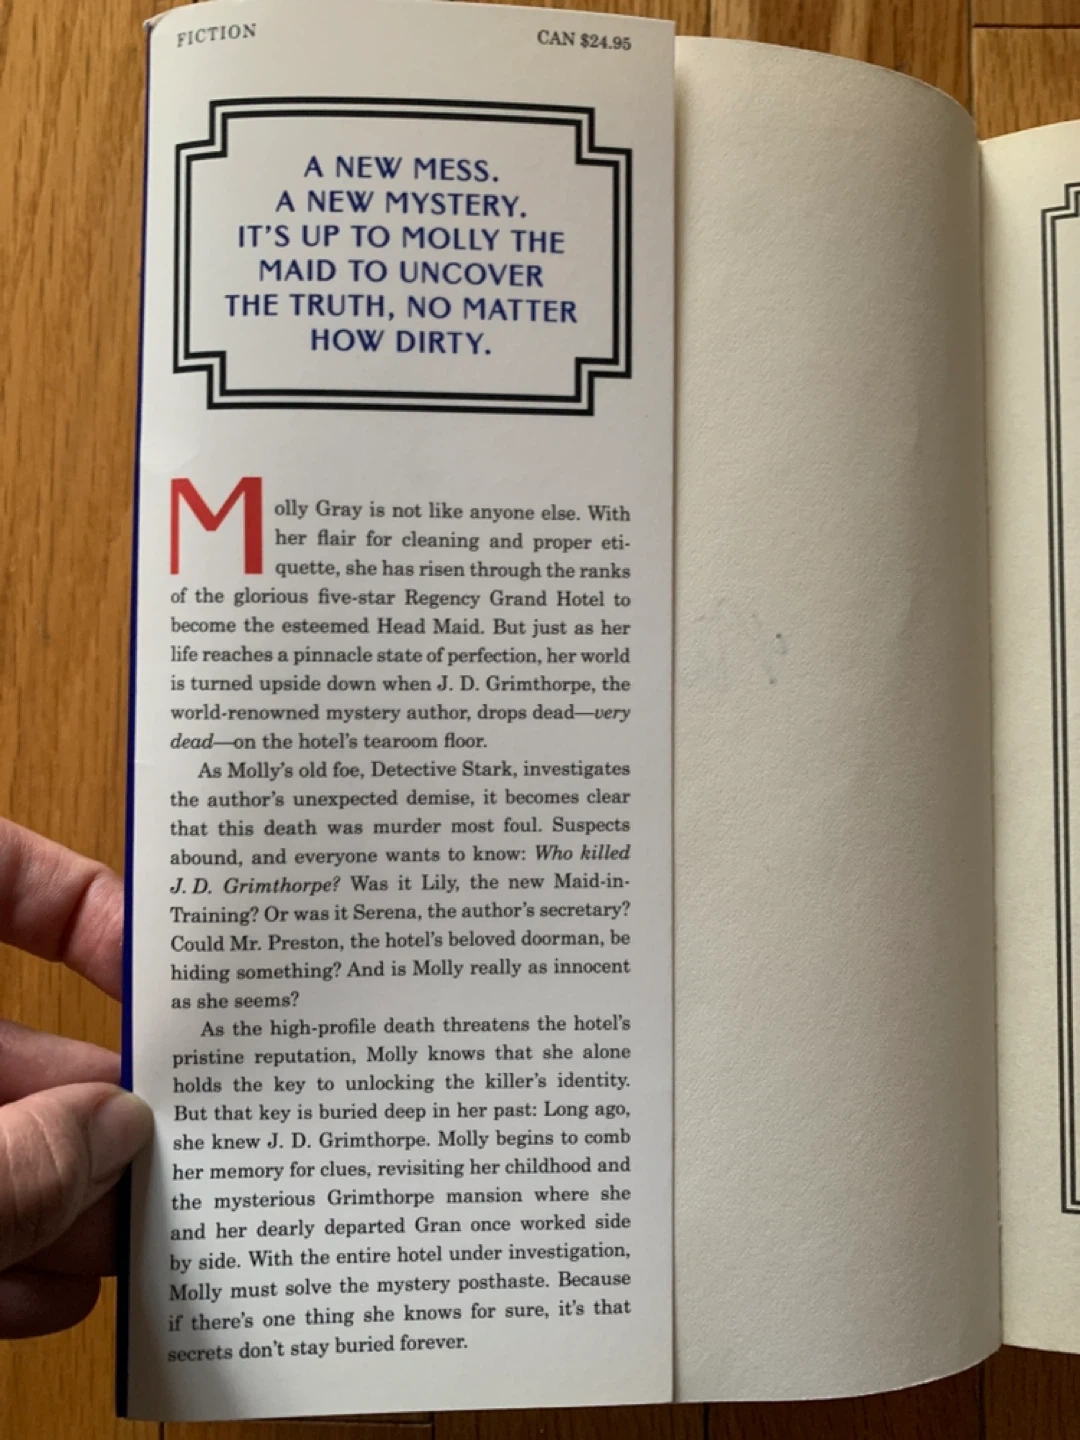 FICTION
CAN $24.95
A NEW MESS.
A NEW MYSTERY.
IT'S UP TO MOLLY THE
MAID TO UNCOVER
THE TRUTH, NO MATTER
HOW DIRTY.
Molly Gray is not like anyone else. With
her flair for cleaning and proper eti-
quette, she has risen through the ranks
of the glorious five-star Regency Grand Hotel to
become the esteemed Head Maid. But just as her
life reaches a pinnacle state of perfection, her world
is turned upside down when J. D. Grimthorpe, the
world-renowned mystery author, drops dead—very
dead—on the hotel's tearoom floor.
As Molly's old foe, Detective Stark, investigates
the author's unexpected demise, it becomes clear
that this death was murder most foul. Suspects
abound, and everyone wants to know: Who killed
J. D. Grimthorpe? Was it Lily, the new Maid-in-
Training? Or was it Serena, the author's secretary?
Could Mr. Preston, the hotel's beloved doorman, be
hiding something? And is Molly really as innocent
as she seems?
As the high-profile death threatens the hotel's
pristine reputation, Molly knows that she alone
holds the key to unlocking the killer's identity.
But that key is buried deep in her past: Long ago,
she knew J. D. Grimthorpe. Molly begins to comb
her memory for clues, revisiting her childhood and
the mysterious Grimthorpe mansion where she
and her dearly departed Gran once worked side
by side. With the entire hotel under investigation,
Molly must solve the mystery posthaste. Because
if there's one thing she knows for sure, it's that
secrets don't stay buried forever.